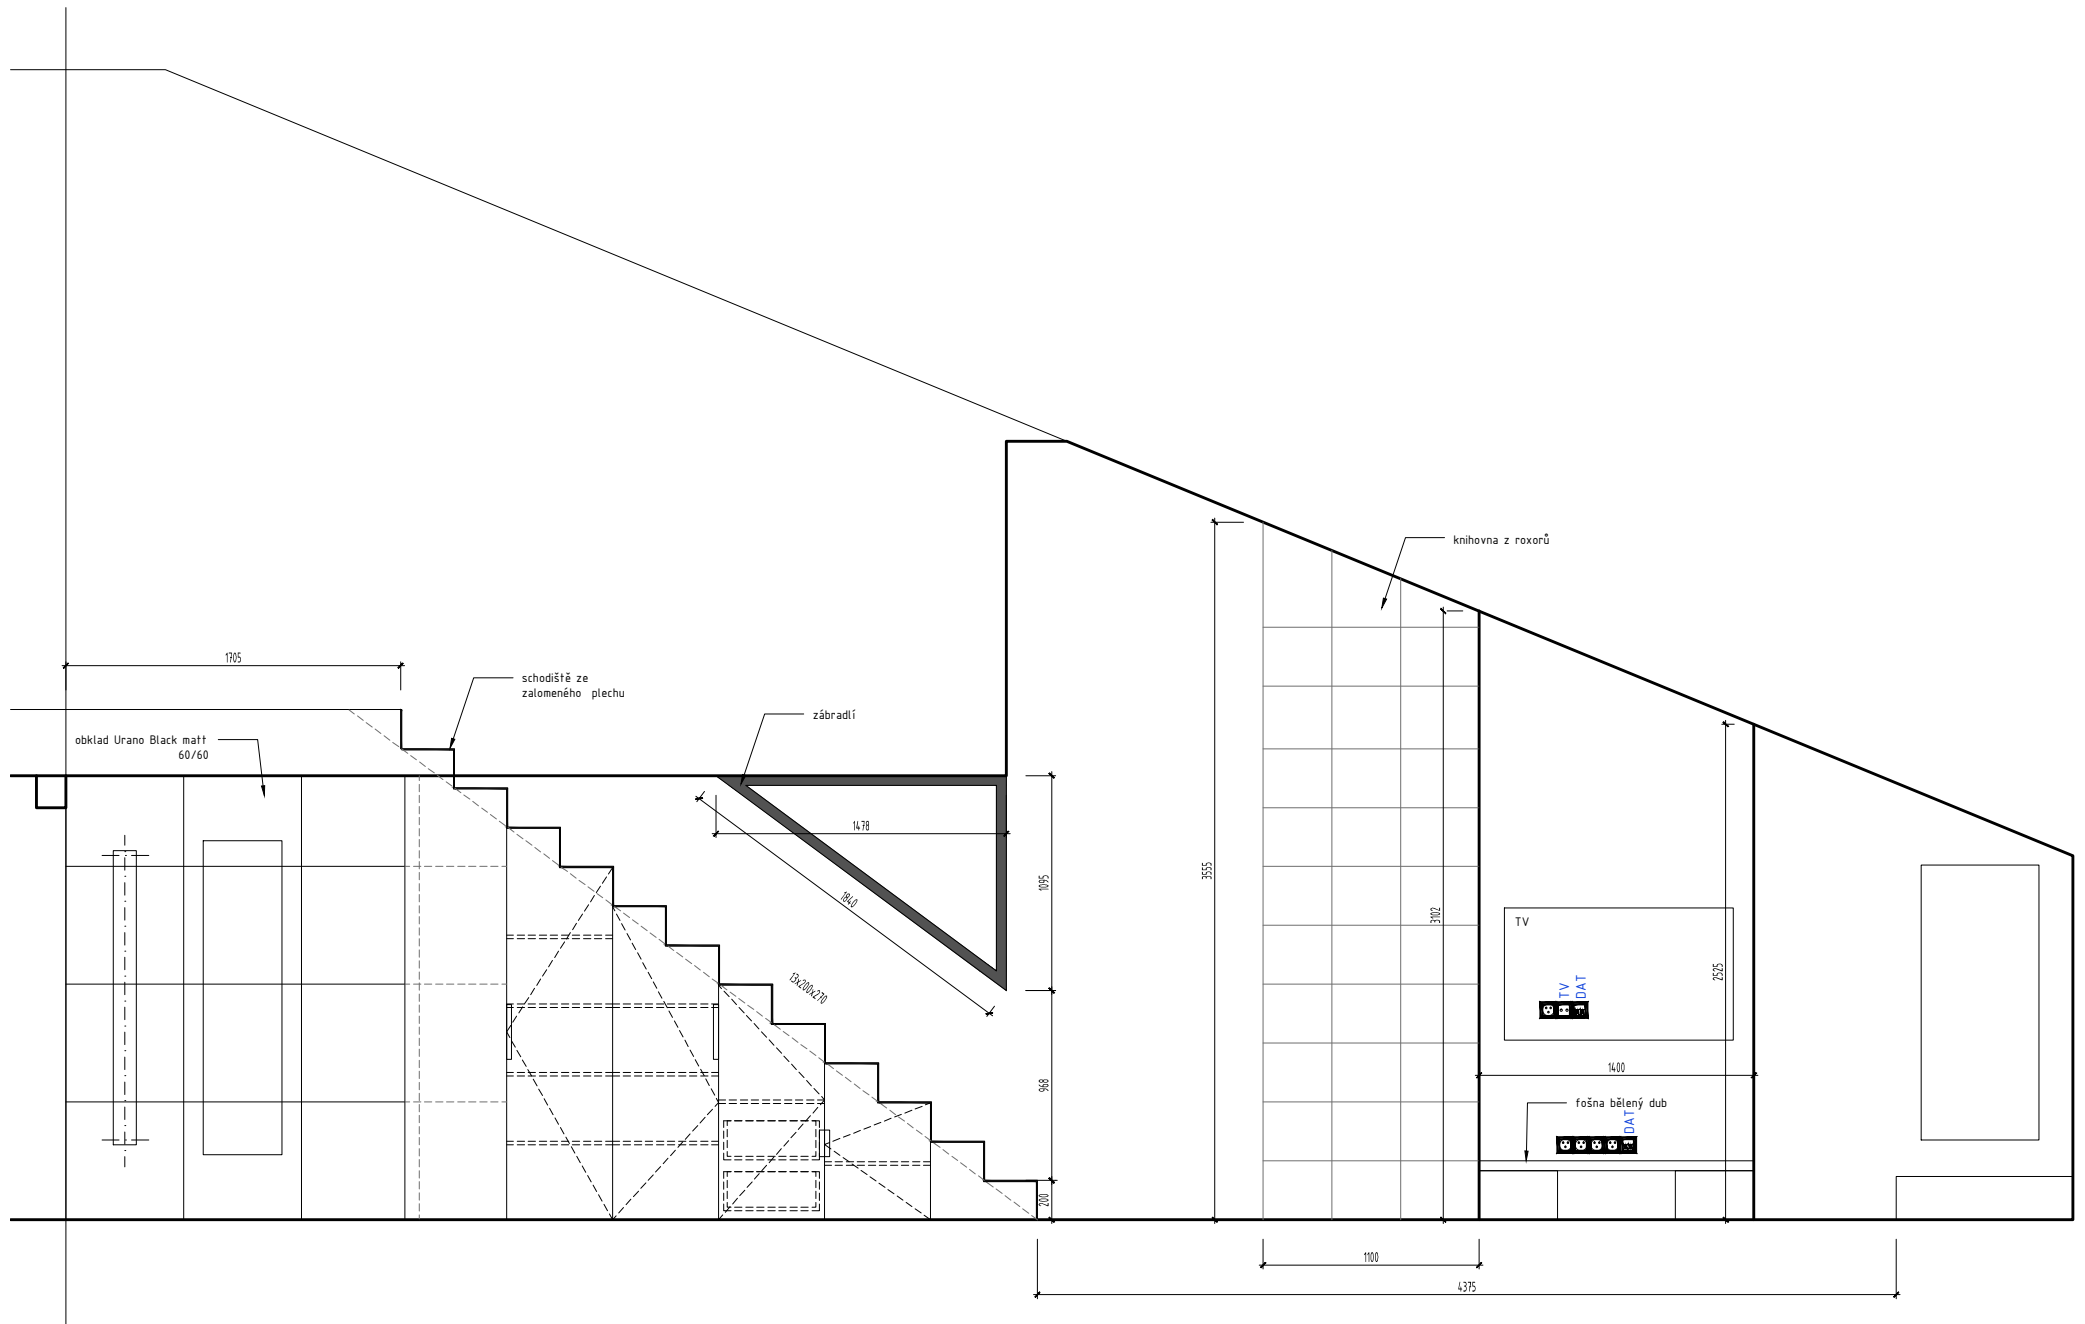 knihovna z roxorů
1705
schodiště ze
zalomeného plechu
zábradlí
obklad Urano Black matt
60/60
1478
1840
1095
3555
3102
2525
TV
TV
DAT
13x200x270
968
1400
fošna bělený dub
DAT
200
1100
4375